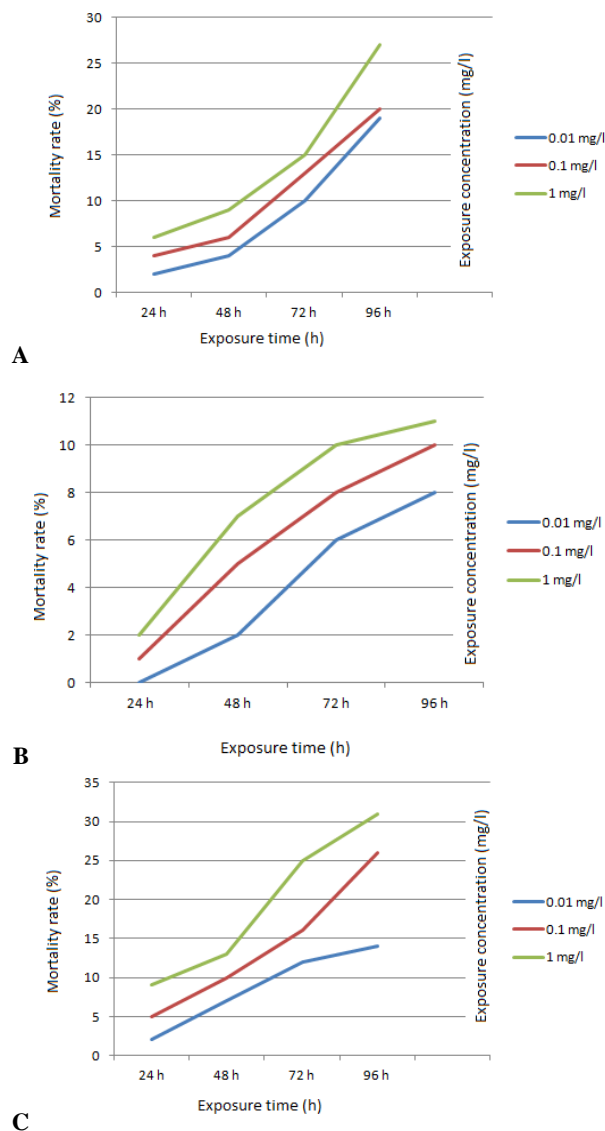 30
25
20
15
10
5
0
Mortality rate (%)
24 h 48 h 72 h 96 h
Exposure time (h)
Exposure concentration (mg/l)
0.01 mg/l
0.1 mg/l
1 mg/l
A
12
10
8
6
4
2
0
Mortality rate (%)
24 h 48 h 72 h 96 h
Exposure time (h)
Exposure concentration (mg/l)
0.01 mg/l
0.1 mg/l
1 mg/l
B
35
30
25
20
15
10
5
0
Mortality rate (%)
24 h 48 h 72 h 96 h
Exposure time (h)
Exposure concentration (mg/l)
0.01 mg/l
0.1 mg/l
1 mg/l
C